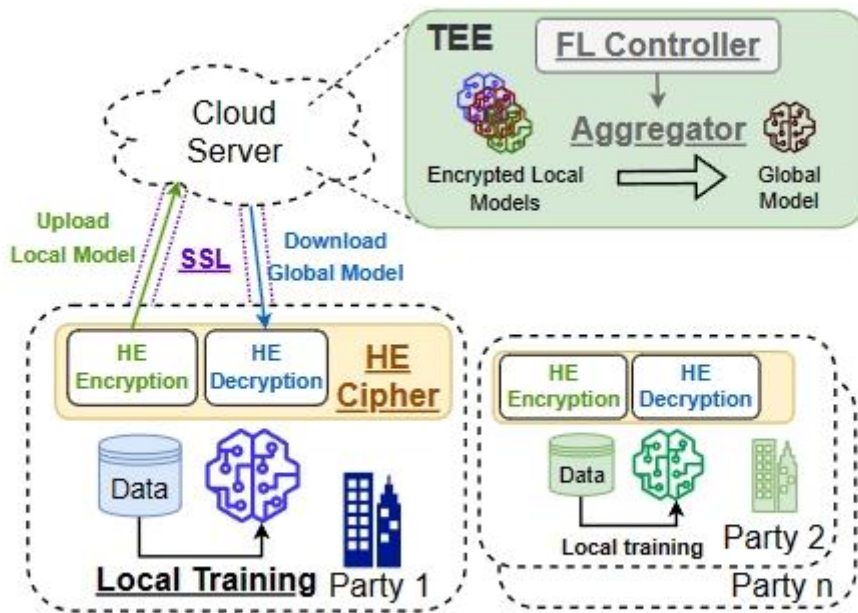 TEE
FL Controller
Cloud
Server
Aggregator
Encrypted Local
Models
Global
Model
Upload
Local Model
SSL
Download
Global Model
HE
Encryption
HE
Decryption
HE
Cipher
Data
Local Training
Party 1
HE
Encryption
HE
Decryption
Data
Local training
Party 2
Party n